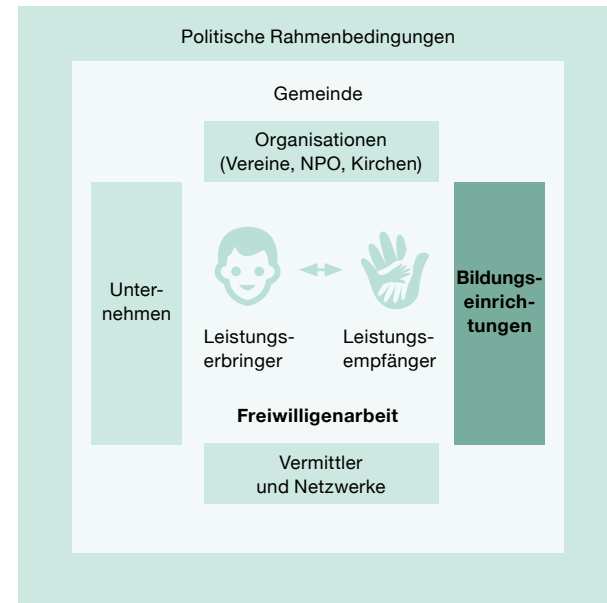 Politische Rahmenbedingungen
Gemeinde
Organisationen
(Vereine, NPO, Kirchen)
Unter-
nehmen
Leistungs-
erbringer
Leistungs-
empfänger
Bildungs-
einrich-
tungen
Freiwilligenarbeit
Vermittler
und Netzwerke